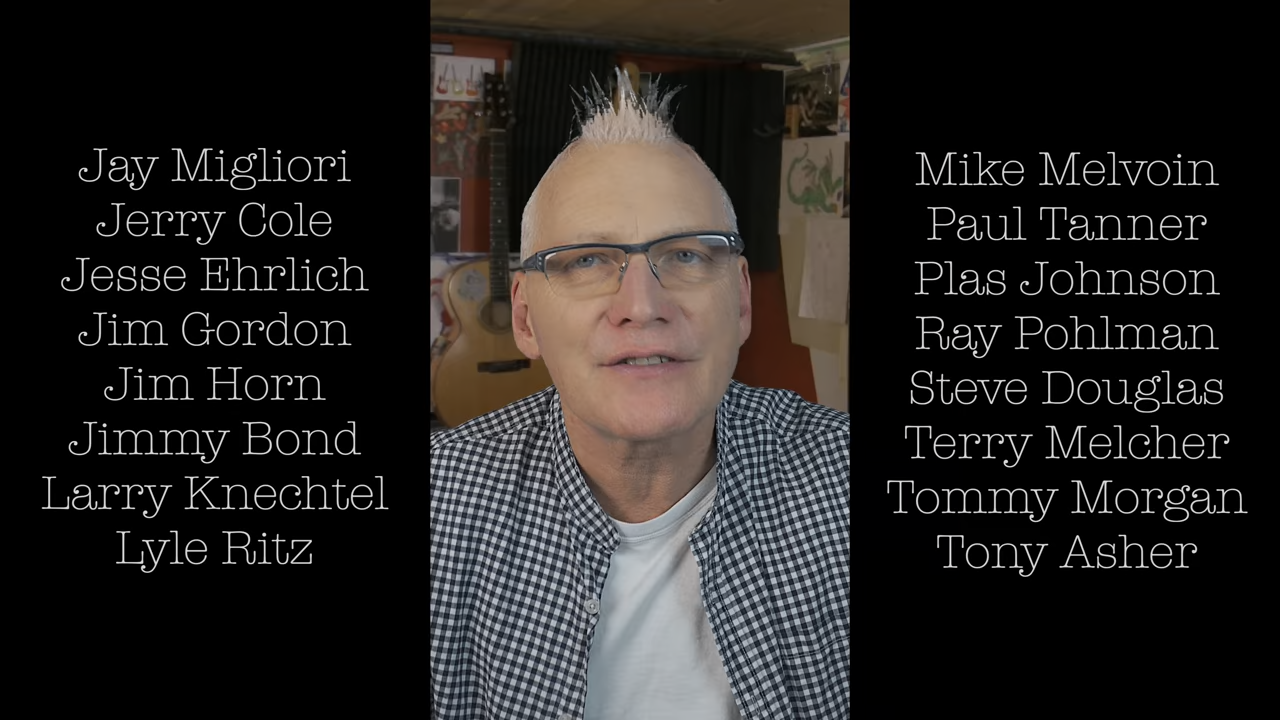 Jay Migliori
Jerry Cole
Jesse Ehrlich
Jim Gordon
Jim Horn
Jimmy Bond
Larry Knechtel
Lyle Ritz
Mike Melvoin
Paul Tanner
Plas Johnson
Ray Pohlman
Steve Douglas
Terry Melcher
Tommy Morgan
Tony Asher